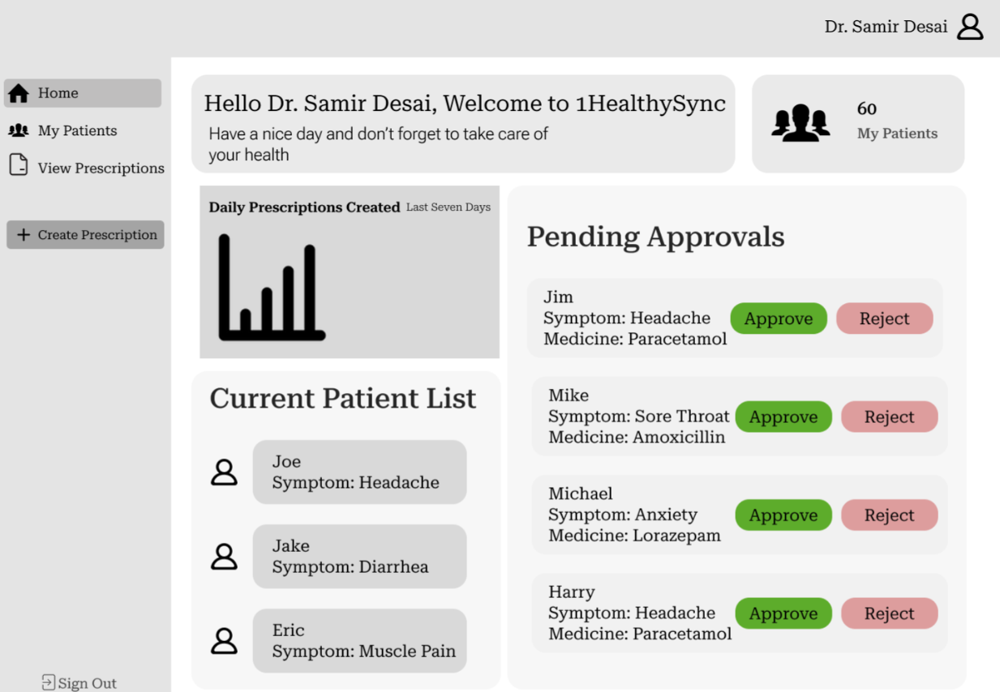 Dr. Samir Desai
Home
My Patients
View Prescriptions
Create Prescription
Sign Out
Hello Dr. Samir Desai, Welcome to 1HealthySync
Have a nice day and don't forget to take care of
your health
60
My Patients
Daily Prescriptions Created Last Seven Days
Current Patient List
Joe
Symptom: Headache
Jake
Symptom: Diarrhea
Eric
Symptom: Muscle Pain
Pending Approvals
Jim
Symptom: Headache
Medicine: Paracetamol
Approve Reject
Mike
Symptom: Sore Throat
Medicine: Amoxicillin
Approve Reject
Michael
Symptom: Anxiety
Medicine: Lorazepam
Approve Reject
Harry
Symptom: Headache
Medicine: Paracetamol
Approve Reject